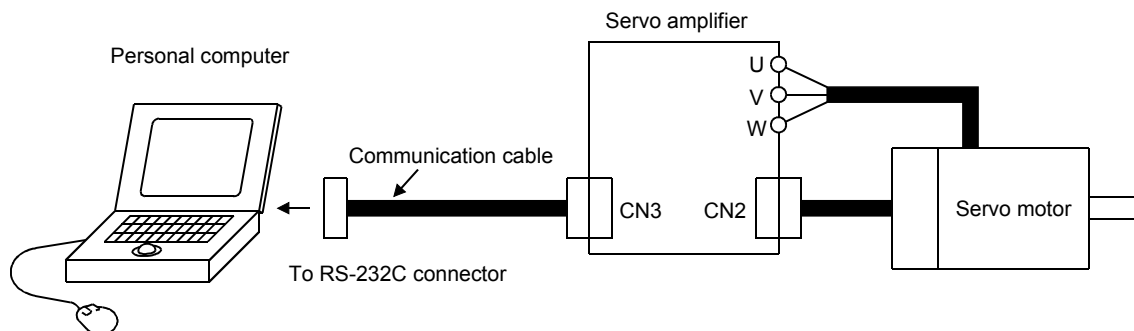 Servo amplifier
Personal computer
U
V
W
Communication cable
CN3
CN2
Servo motor
To RS-232C connector